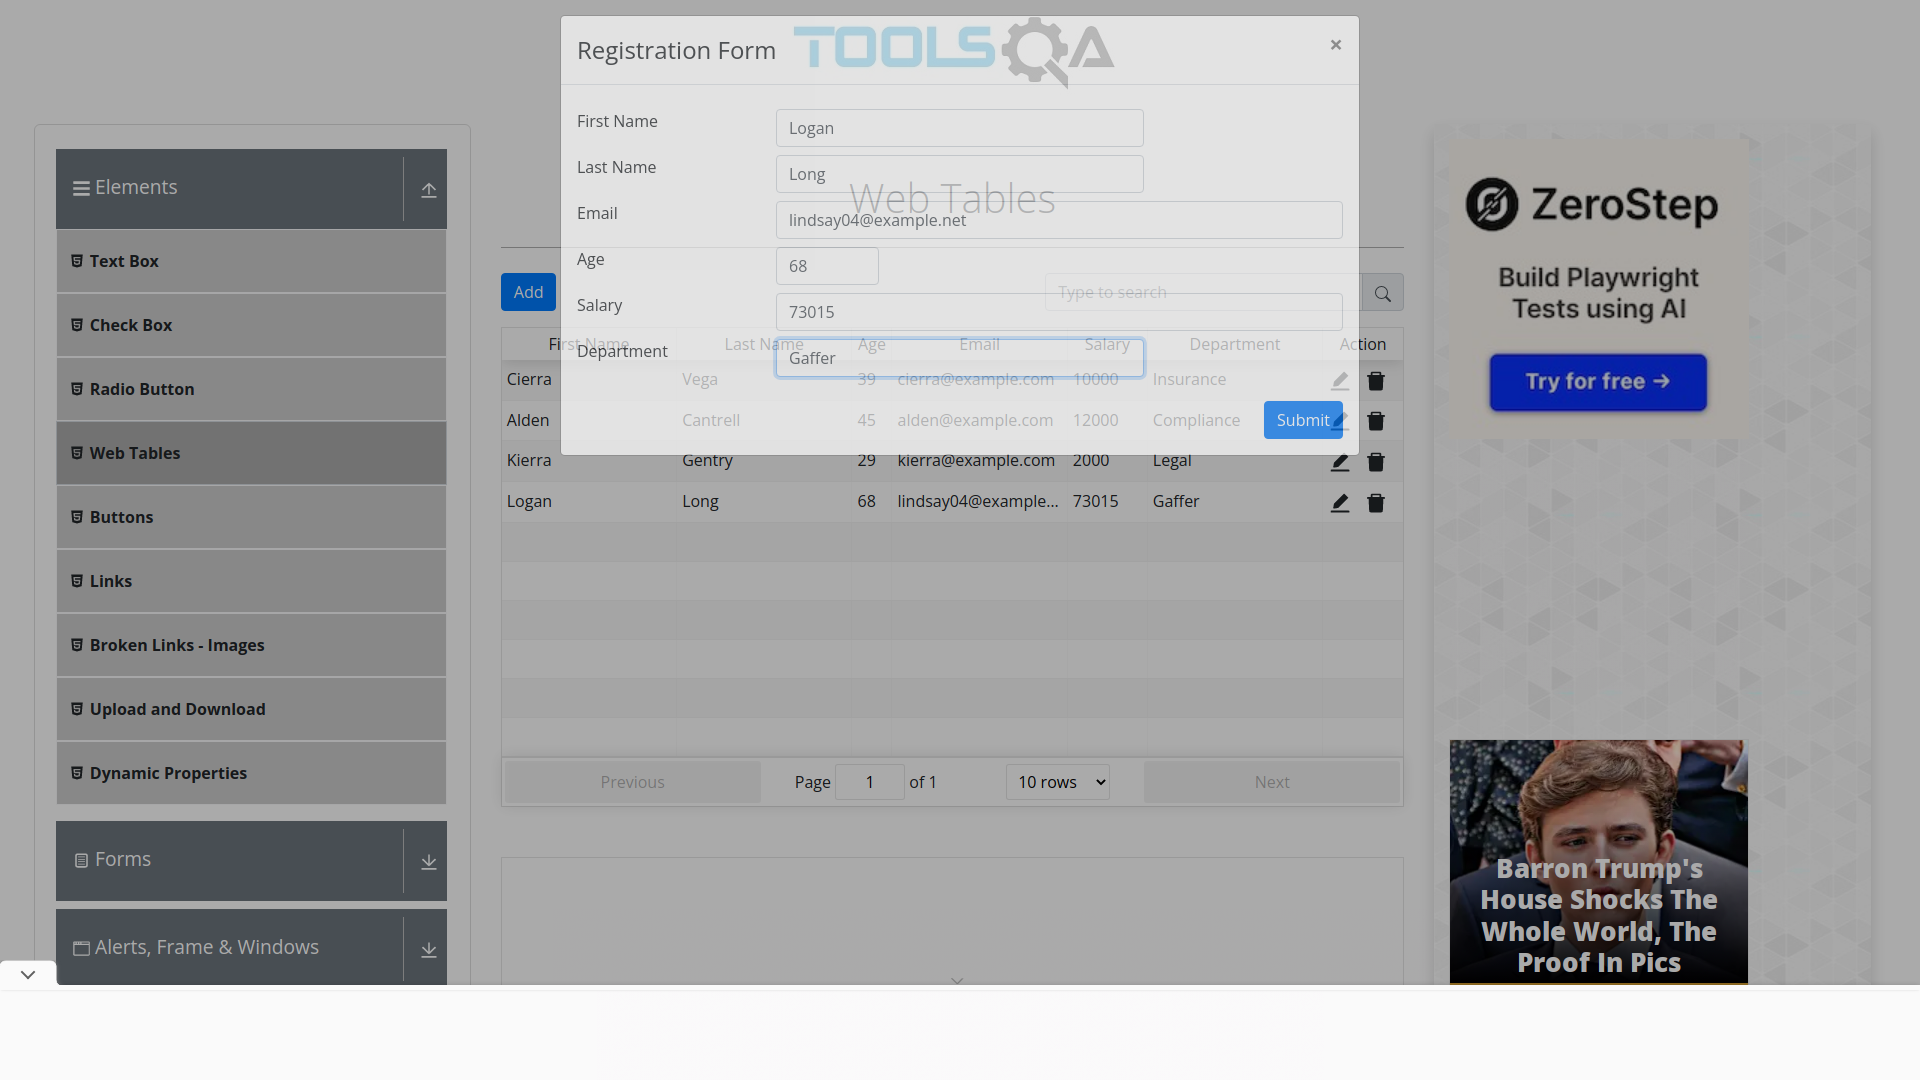 Registration Form
TOOLSQA
×
First Name
Logan
Last Name
Long
Web Tables
Email
lindsay04@example.net
Age
68
Salary
73015
Department
Gaffer
Submit
Elements
Text Box
Check Box
Radio Button
Web Tables
Buttons
Links
Broken Links - Images
Upload and Download
Dynamic Properties
Forms
Alerts, Frame & Windows
Add
Type to search
First Name Last Name Age Email Salary Department Action
Cierra Vega 39 cierra@example.com 10000 Insurance
Alden Cantrell 45 alden@example.com 12000 Compliance
Kierra Gentry 29 kierra@example.com 2000 Legal
Logan Long 68 lindsay04@example... 73015 Gaffer
Previous Page 1 of 1 10 rows Next
ZeroStep
Build Playwright
Tests using AI
Try for free →
Barron Trump's
House Shocks The
Whole World, The
Proof In Pics